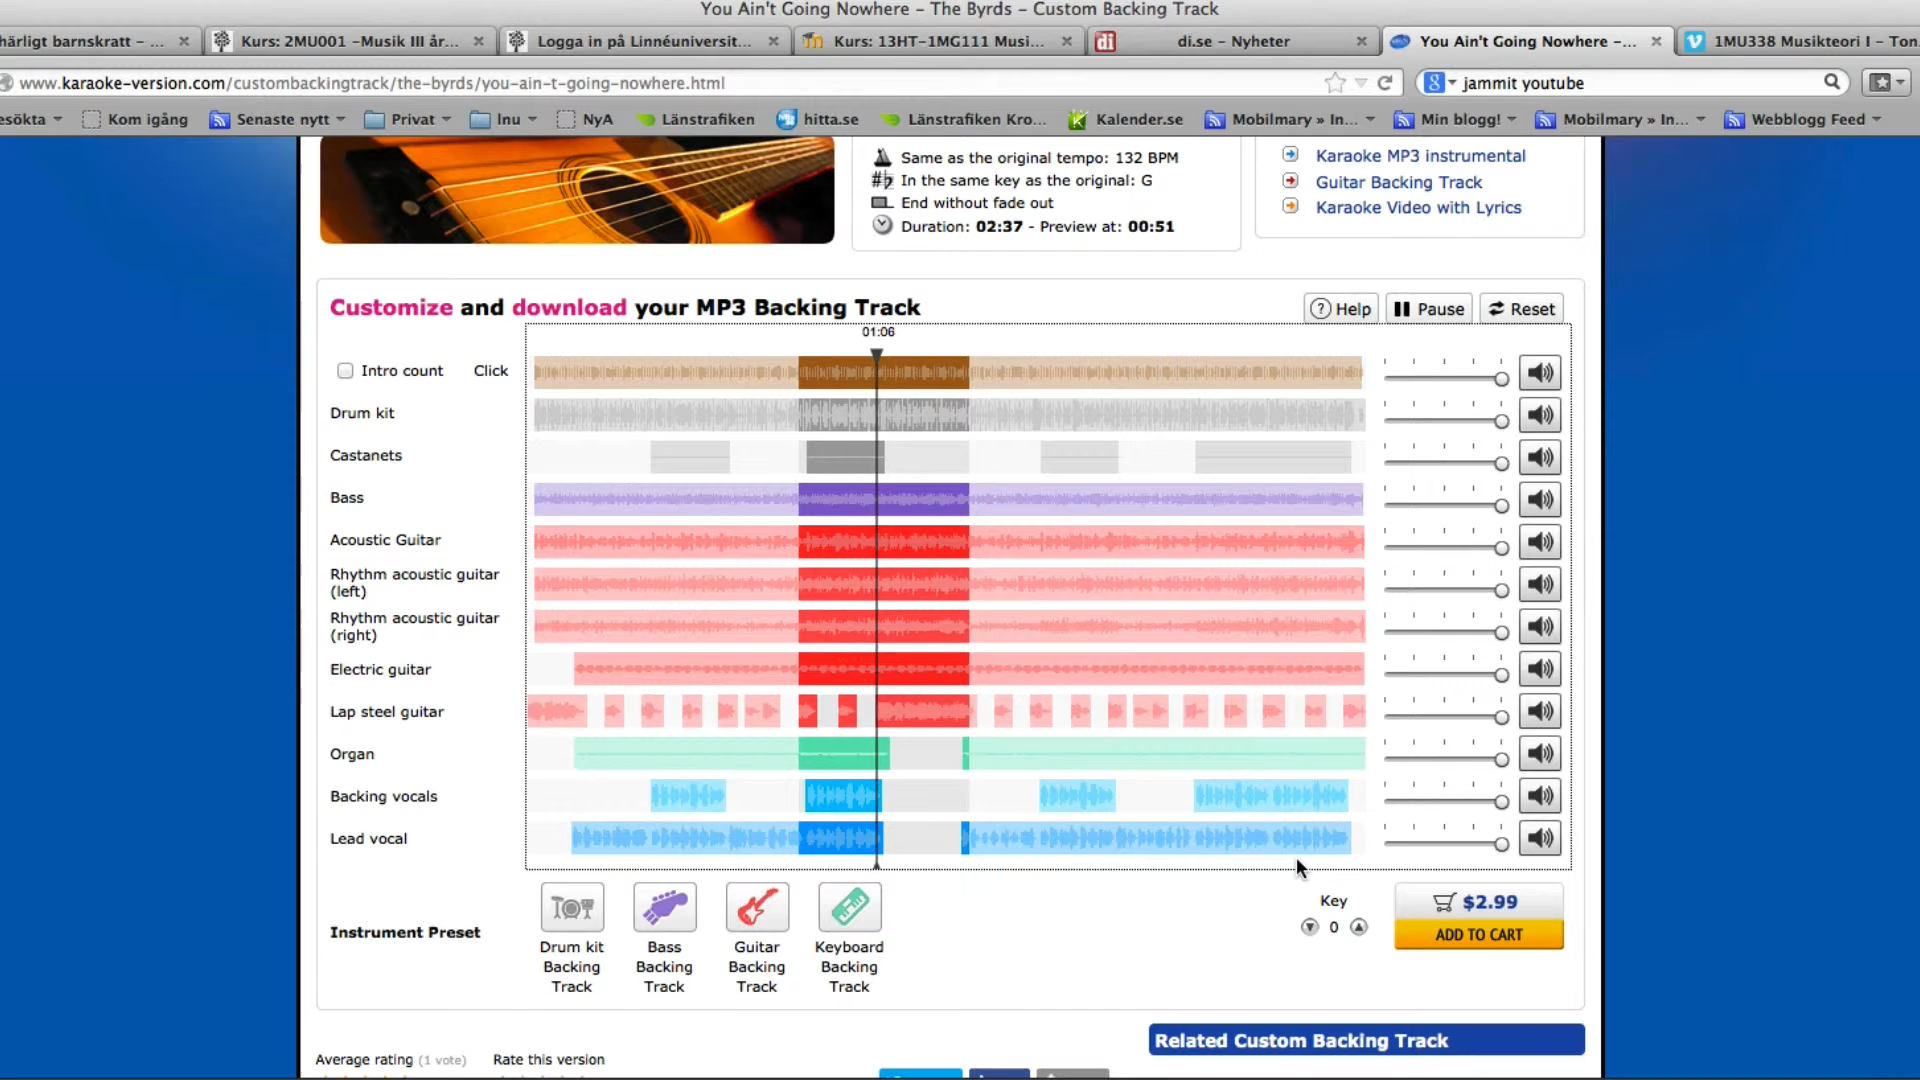 You Ain't Going Nowhere – The Byrds – Custom Backing Track
härligt barnskratt – ...
Kurs: 2MU001 –Musik III år...
Logga in på Linnéuniversit...
Kurs: 13HT–1MG111 Musi...
di.se – Nyheter
You Ain't Going Nowhere –...
1MU338 Musikteori I – Ton
www.karaoke-version.com/custombackingtrack/the-byrds/you-ain-t-going-nowhere.html
jammit youtube
esökta
Kom igång
Senaste nytt
Privat
lnu
NyA
Länstrafiken
hitta.se
Länstrafiken Kro...
Kalender.se
Mobilmary » In...
Min blogg!
Mobilmary » In...
Webblogg Feed
Same as the original tempo: 132 BPM
In the same key as the original: G
End without fade out
Duration: 02:37 - Preview at: 00:51
Karaoke MP3 instrumental
Guitar Backing Track
Karaoke Video with Lyrics
Customize and download your MP3 Backing Track
Help
Pause
Reset
01:06
Intro count Click
Drum kit
Castanets
Bass
Acoustic Guitar
Rhythm acoustic guitar
(left)
Rhythm acoustic guitar
(right)
Electric guitar
Lap steel guitar
Organ
Backing vocals
Lead vocal
Instrument Preset
Drum kit
Backing
Track
Bass
Backing
Track
Guitar
Backing
Track
Keyboard
Backing
Track
Key
0
$2.99
ADD TO CART
Related Custom Backing Track
Average rating (1 vote)
Rate this version